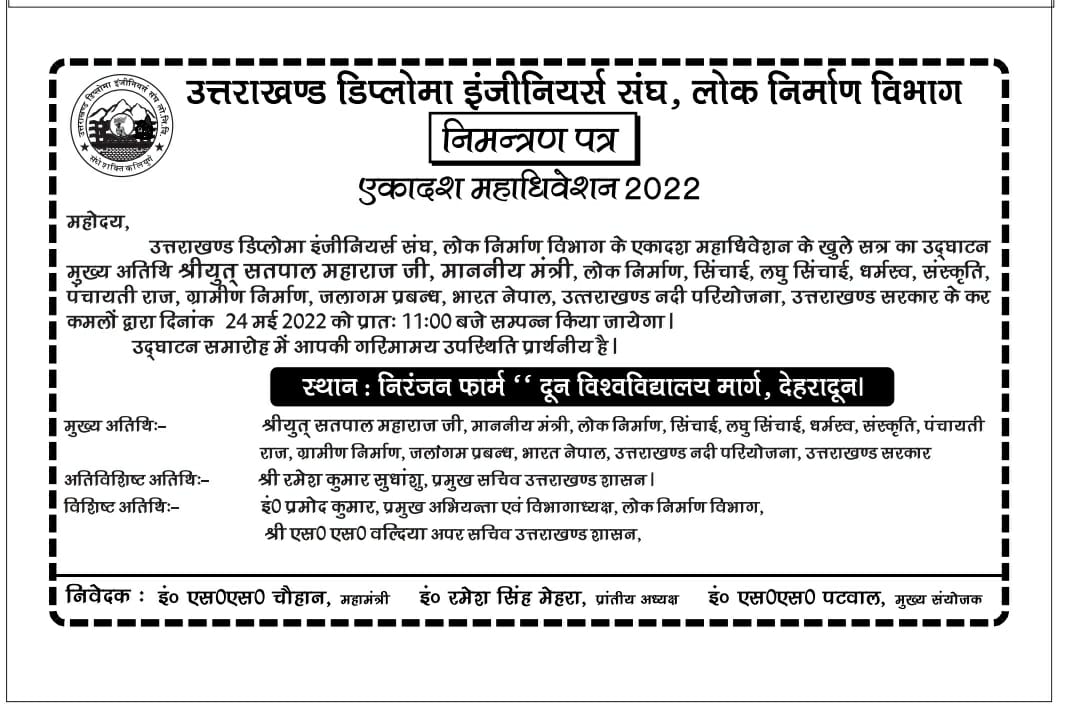 उत्तराखण्ड डिप्लोमा इंजीनियर्स संघ, लोक निर्माण विभाग
निमन्त्रण पत्र
एकादश महाधिवेशन 2022
उत्तराखण्ड डिप्लोमा इंजीनियर्स संघ लो.नि.वि.
संघे शक्ति कलियुगे
महोदय,
उत्तराखण्ड डिप्लोमा इंजीनियर्स संघ, लोक निर्माण विभाग के एकादश महाधिवेशन के खुले सत्र का उद्घाटन
मुख्य अतिथि श्रीयुत् सतपाल महाराज जी, माननीय मंत्री, लोक निर्माण, सिंचाई, लघु सिंचाई, धर्मस्व, संस्कृति,
पंचायती राज, ग्रामीण निर्माण, जलागम प्रबन्ध, भारत नेपाल, उत्तराखण्ड नदी परियोजना, उत्तराखण्ड सरकार के कर
कमलों द्वारा दिनांक 24 मई 2022 को प्रातः 11:00 बजे सम्पन्न किया जायेगा।
उद्घाटन समारोह में आपकी गरिमामय उपस्थिति प्रार्थनीय है।
स्थान : निरंजन फार्म ‘‘ दून विश्वविद्यालय मार्ग, देहरादून।
मुख्य अतिथिः– श्रीयुत् सतपाल महाराज जी, माननीय मंत्री, लोक निर्माण, सिंचाई, लघु सिंचाई, धर्मस्व, संस्कृति, पंचायती
राज, ग्रामीण निर्माण, जलांगम प्रबन्ध, भारत नेपाल, उत्तराखण्ड नदी परियोजना, उत्तराखण्ड सरकार
अतिविशिष्ट अतिथिः– श्री रमेश कुमार सुधांशु, प्रमुख सचिव उत्तराखण्ड शासन।
विशिष्ट अतिथिः– इं0 प्रमोद कुमार, प्रमुख अभियन्ता एवं विभागाध्यक्ष, लोक निर्माण विभाग,
श्री एस0 एस0 वल्दिया अपर सचिव उत्तराखण्ड शासन,
निवेदक : इं० एस0एस0 चौहान, महामंत्री इं० रमेश सिंह मेहरा, प्रांतीय अध्यक्ष इं० एस0एस0 पटवाल, मुख्य संयोजक